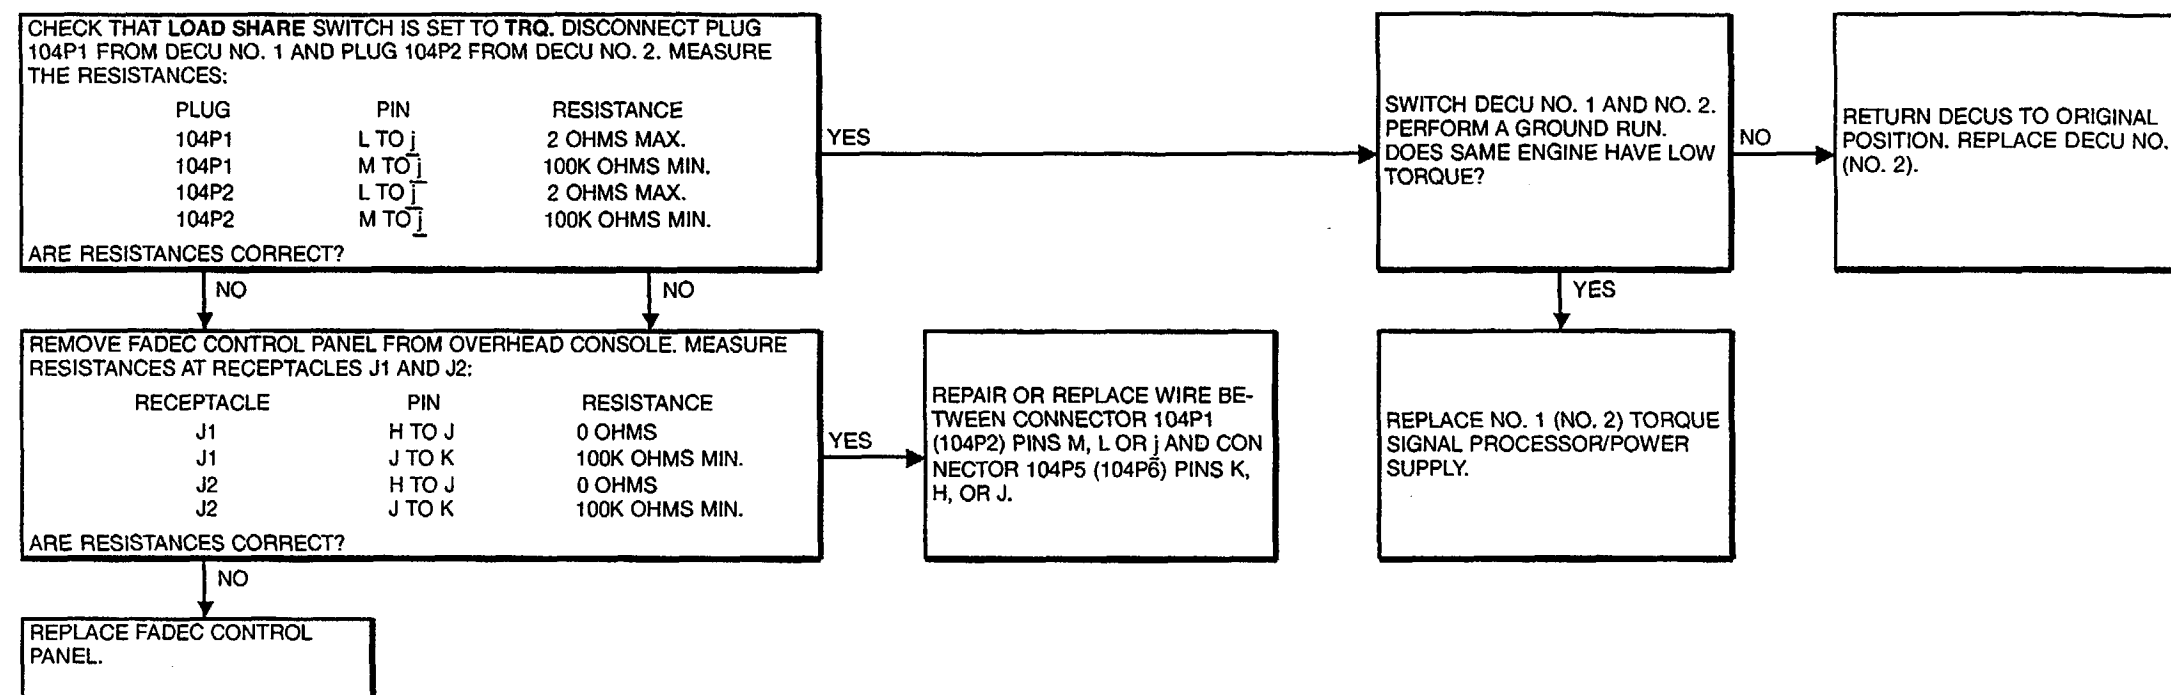 CHECK THAT LOAD SHARE SWITCH IS SET TO TRQ. DISCONNECT PLUG
104P1 FROM DECU NO. 1 AND PLUG 104P2 FROM DECU NO. 2. MEASURE
THE RESISTANCES:
PLUG PIN RESISTANCE
104P1 L TO j 2 OHMS MAX.
104P1 M TO j 100K OHMS MIN.
104P2 L TO j 2 OHMS MAX.
104P2 M TO j 100K OHMS MIN.
ARE RESISTANCES CORRECT?
YES
SWITCH DECU NO. 1 AND NO. 2.
PERFORM A GROUND RUN.
DOES SAME ENGINE HAVE LOW
TORQUE?
NO
RETURN DECUS TO ORIGINAL
POSITION. REPLACE DECU NO.
(NO. 2).
NO
NO
YES
REMOVE FADEC CONTROL PANEL FROM OVERHEAD CONSOLE. MEASURE
RESISTANCES AT RECEPTACLES J1 AND J2:
RECEPTACLE PIN RESISTANCE
J1 H TO J 0 OHMS
J1 J TO K 100K OHMS MIN.
J2 H TO J 0 OHMS
J2 J TO K 100K OHMS MIN.
ARE RESISTANCES CORRECT?
YES
REPAIR OR REPLACE WIRE BE-
TWEEN CONNECTOR 104P1
(104P2) PINS M, L OR j AND CON
NECTOR 104P5 (104P6) PINS K,
H, OR J.
REPLACE NO. 1 (NO. 2) TORQUE
SIGNAL PROCESSOR/POWER
SUPPLY.
NO
REPLACE FADEC CONTROL
PANEL.